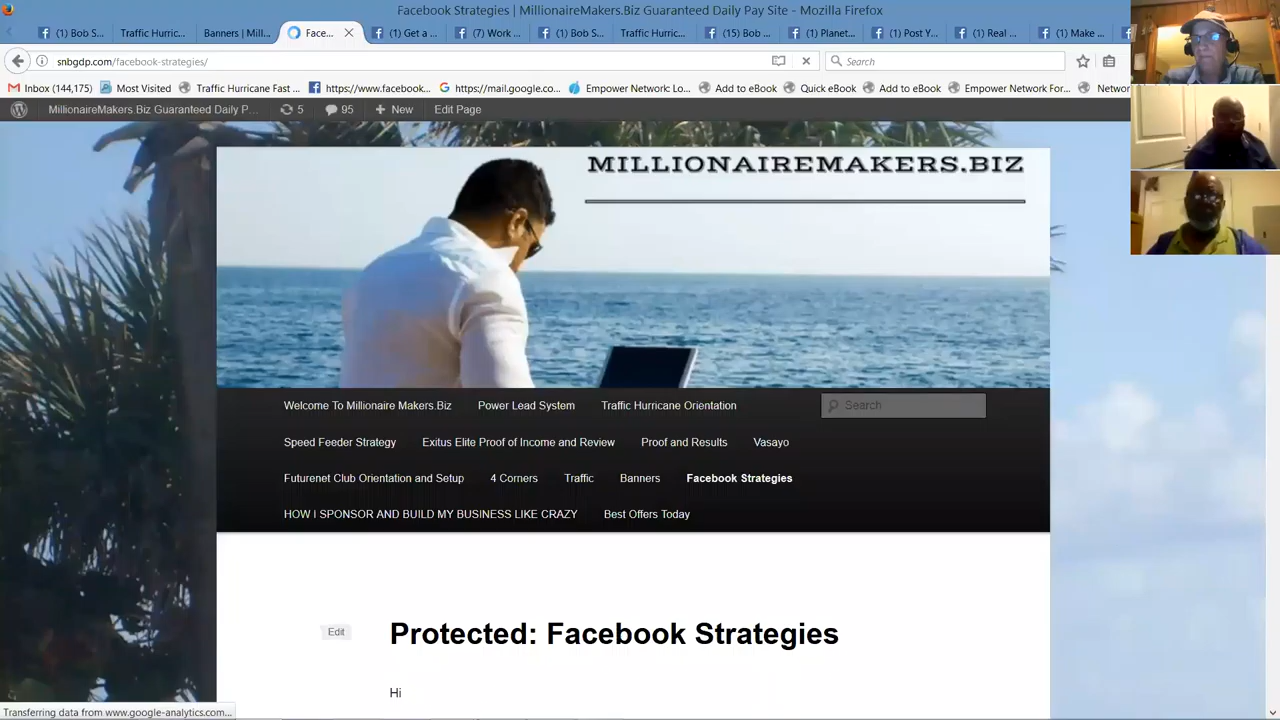 Facebook Strategies | MillionaireMakers.Biz Guaranteed Daily Pay Site - Mozilla Firefox
(1) Bob S... Traffic Hurric... Banners | Mill... Face... (1) Get a ... (7) Work ... (1) Bob S... Traffic Hurric... (15) Bob ... (1) Planet... (1) Post Y... (1) Real ... (1) Make ...
snbgdp.com/facebook-strategies/ Search
Inbox (144,175) Most Visited Traffic Hurricane Fast ... https://www.facebook... https://mail.google.co... Empower Network: Lo... Add to eBook Quick eBook Add to eBook Empower Network For... Networ
MillionaireMakers.Biz Guaranteed Daily P... 5 95 New Edit Page
MILLIONAIREMAKERS.BIZ
Welcome To Millionaire Makers.Biz Power Lead System Traffic Hurricane Orientation Search
Speed Feeder Strategy Exitus Elite Proof of Income and Review Proof and Results Vasayo
Futurenet Club Orientation and Setup 4 Corners Traffic Banners Facebook Strategies
HOW I SPONSOR AND BUILD MY BUSINESS LIKE CRAZY Best Offers Today
Edit Protected: Facebook Strategies
Hi
Transferring data from www.google-analytics.com...